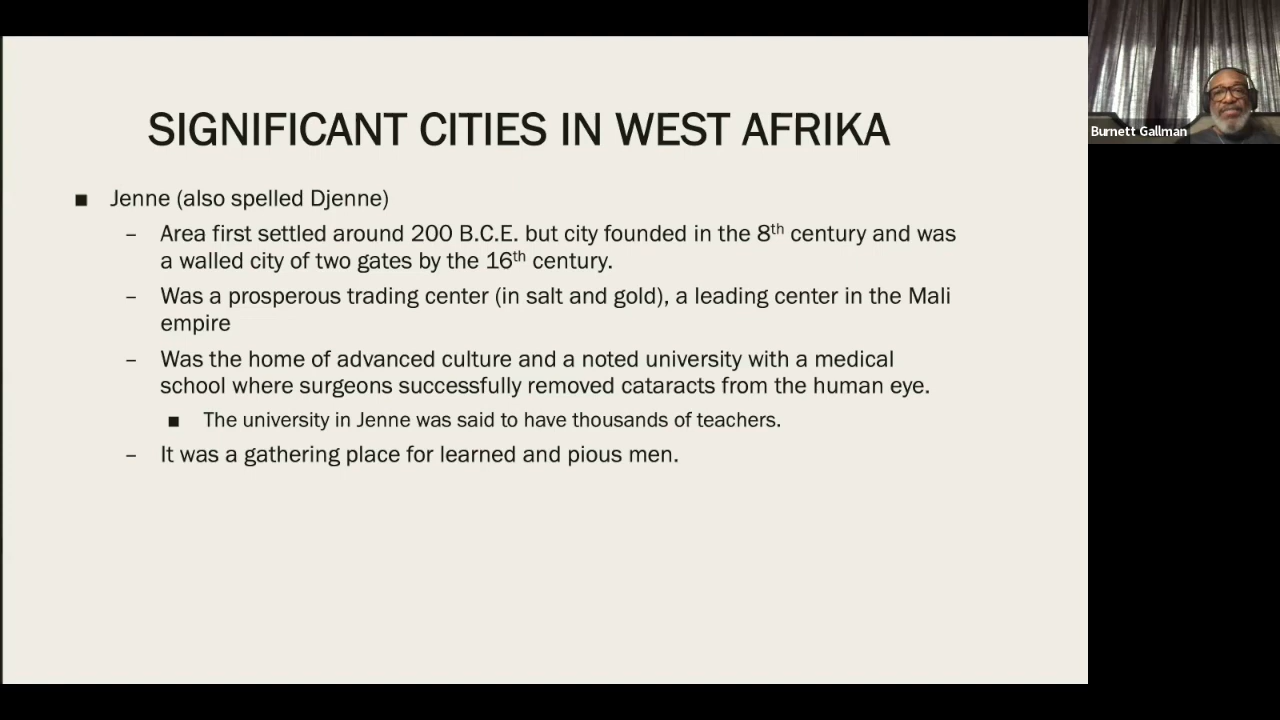 SIGNIFICANT CITIES IN WEST AFRIKA
Burnett Gallman
■ Jenne (also spelled Djenne)
– Area first settled around 200 B.C.E. but city founded in the 8th century and was
a walled city of two gates by the 16th century.
– Was a prosperous trading center (in salt and gold), a leading center in the Mali
empire
– Was the home of advanced culture and a noted university with a medical
school where surgeons successfully removed cataracts from the human eye.
■ The university in Jenne was said to have thousands of teachers.
– It was a gathering place for learned and pious men.